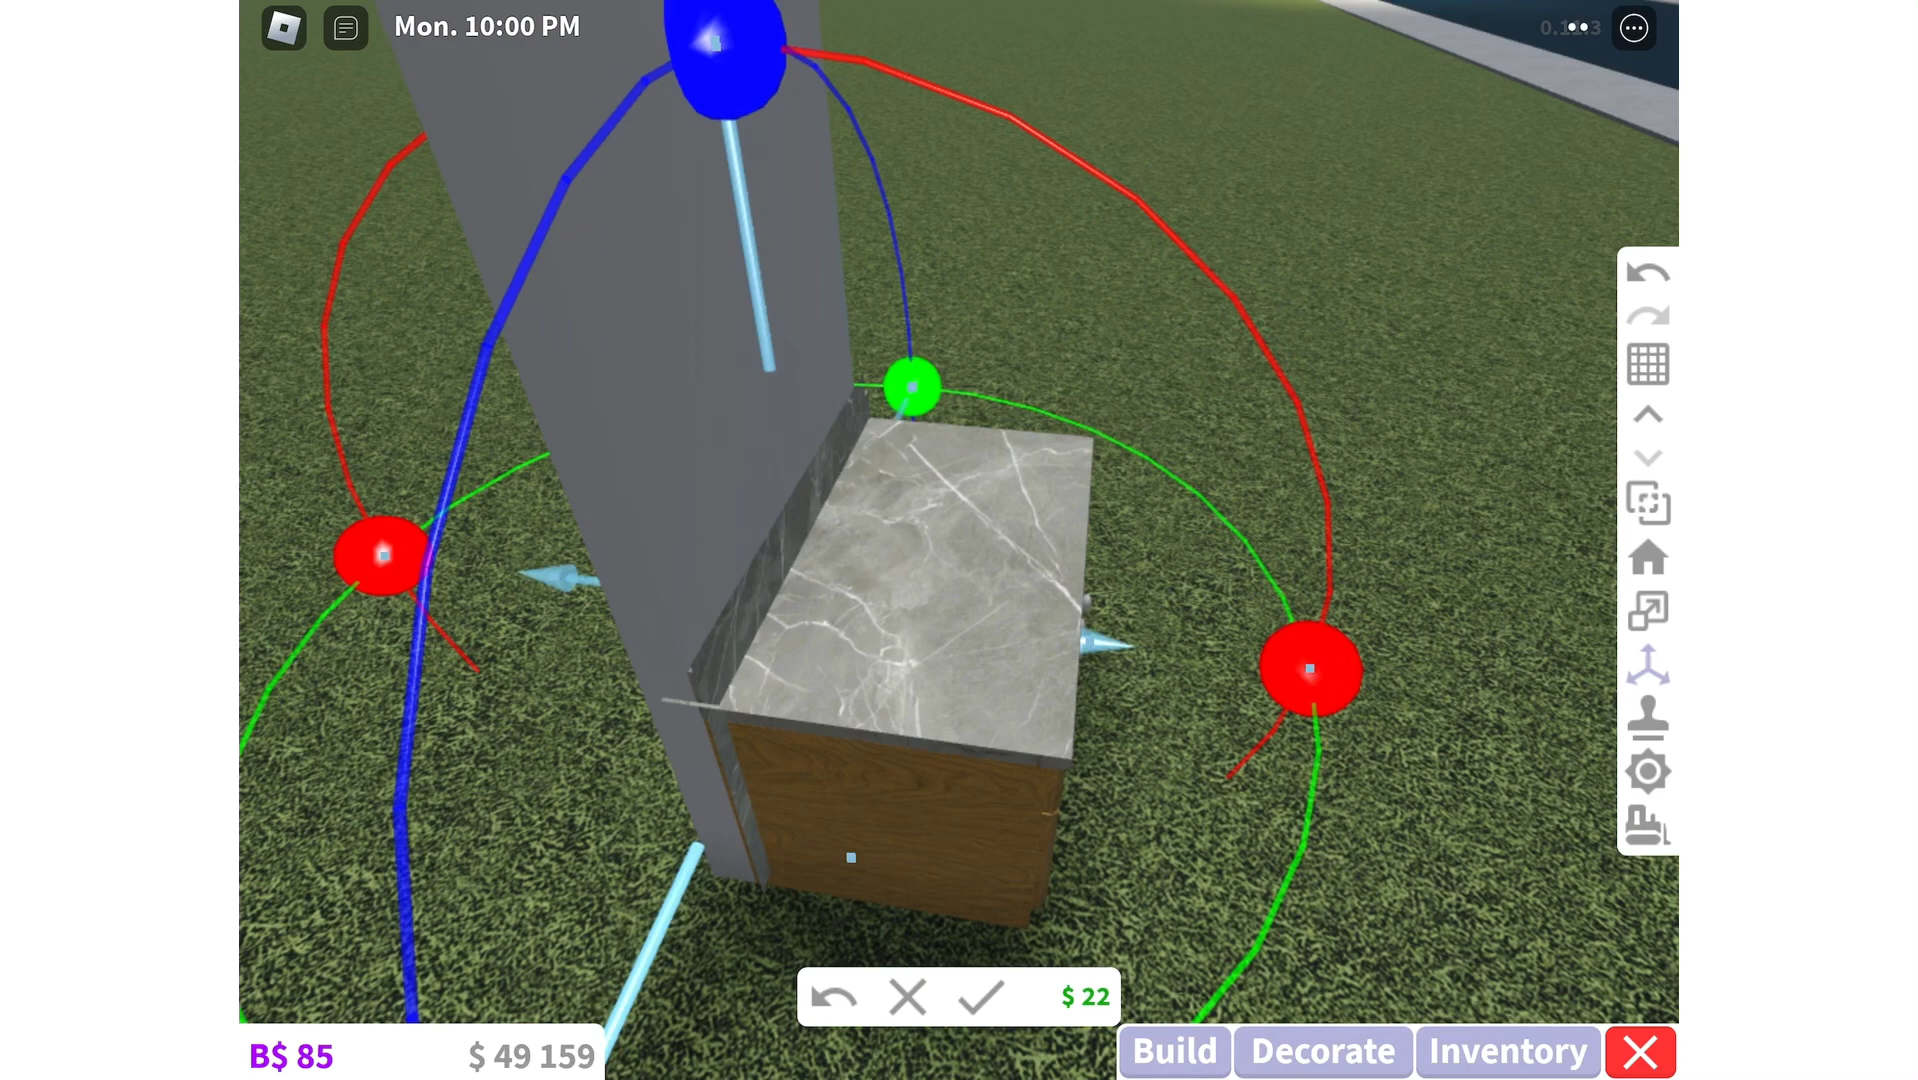 Mon. 10:00 PM
$ 22
B$ 85
$ 49 159
Build
Decorate
Inventory